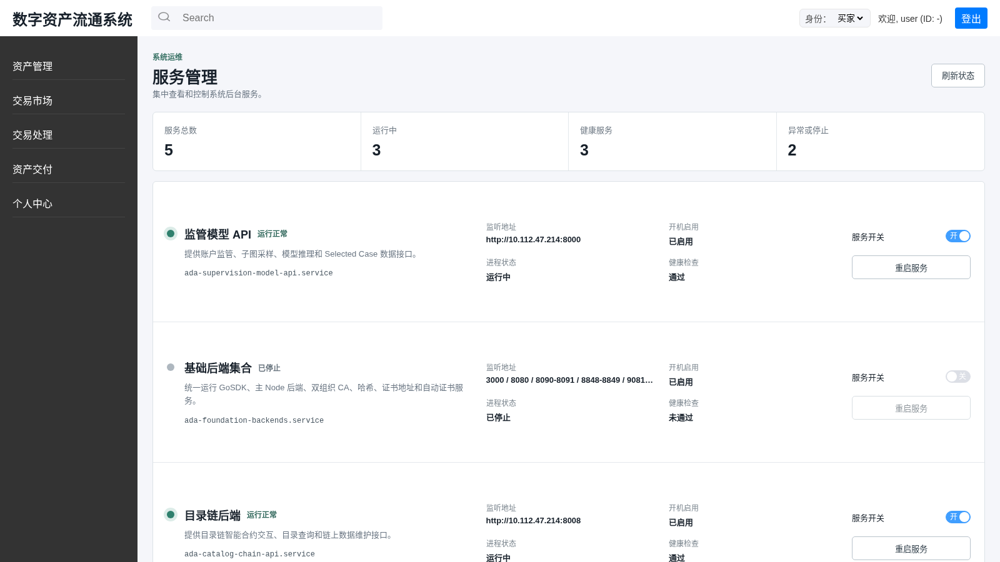 数字资产流通系统
Search
身份：
买家
欢迎, user (ID: -)
登出
资产管理
交易市场
交易处理
资产交付
个人中心
系统运维
服务管理
集中查看和控制系统后台服务。
刷新状态
服务总数
5
运行中
3
健康服务
3
异常或停止
2
监管模型 API 运行正常
提供账户监管、子图采样、模型推理和 Selected Case 数据接口。
ada-supervision-model-api.service
监听地址
http://10.112.47.214:8000
开机启用
已启用
进程状态
运行中
健康检查
通过
服务开关
开
重启服务
基础后端集合 已停止
统一运行 GoSDK、主 Node 后端、双组织 CA、哈希、证书地址和自动证书服
务。
ada-foundation-backends.service
监听地址
3000 / 8080 / 8090-8091 / 8848-8849 / 9081…
开机启用
已启用
进程状态
已停止
健康检查
未通过
服务开关
关
重启服务
目录链后端 运行正常
提供目录链智能合约交互、目录查询和链上数据维护接口。
ada-catalog-chain-api.service
监听地址
http://10.112.47.214:8008
开机启用
已启用
进程状态
运行中
健康检查
通过
服务开关
开
重启服务